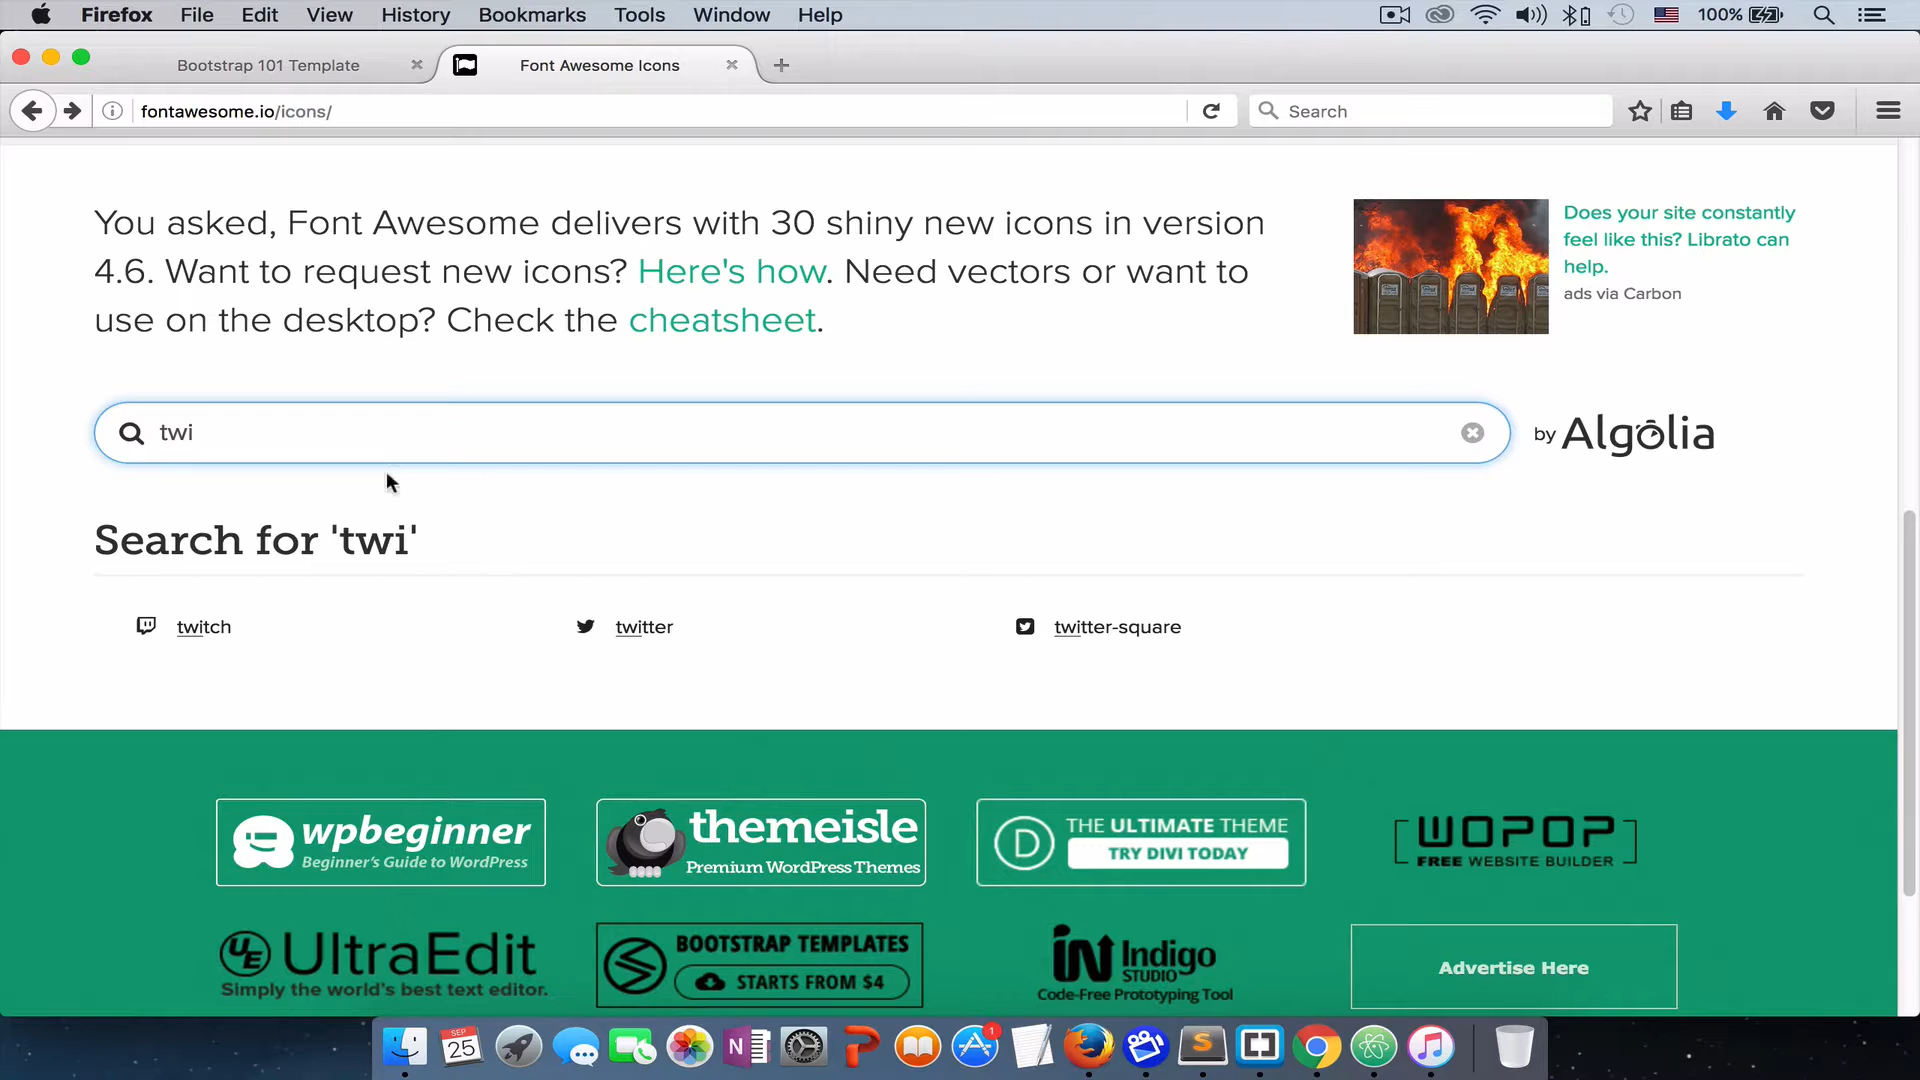 Firefox File Edit View History Bookmarks Tools Window Help 100%
Bootstrap 101 Template Font Awesome Icons
fontawesome.io/icons/ Search
You asked, Font Awesome delivers with 30 shiny new icons in version
4.6. Want to request new icons? Here's how. Need vectors or want to
use on the desktop? Check the cheatsheet.
Does your site constantly
feel like this? Librato can
help.
ads via Carbon
twi
by Algolia
Search for 'twi'
twitch twitter twitter-square
wpbeginner
Beginner's Guide to WordPress
themeisle
Premium WordPress Themes
D THE ULTIMATE THEME
TRY DIVI TODAY
WOPOP
FREE WEBSITE BUILDER
UE UltraEdit
Simply the world's best text editor.
BOOTSTRAP TEMPLATES
STARTS FROM $4
IN Indigo
STUDIO
Code-Free Prototyping Tool
Advertise Here
SEP
25
N
1
S